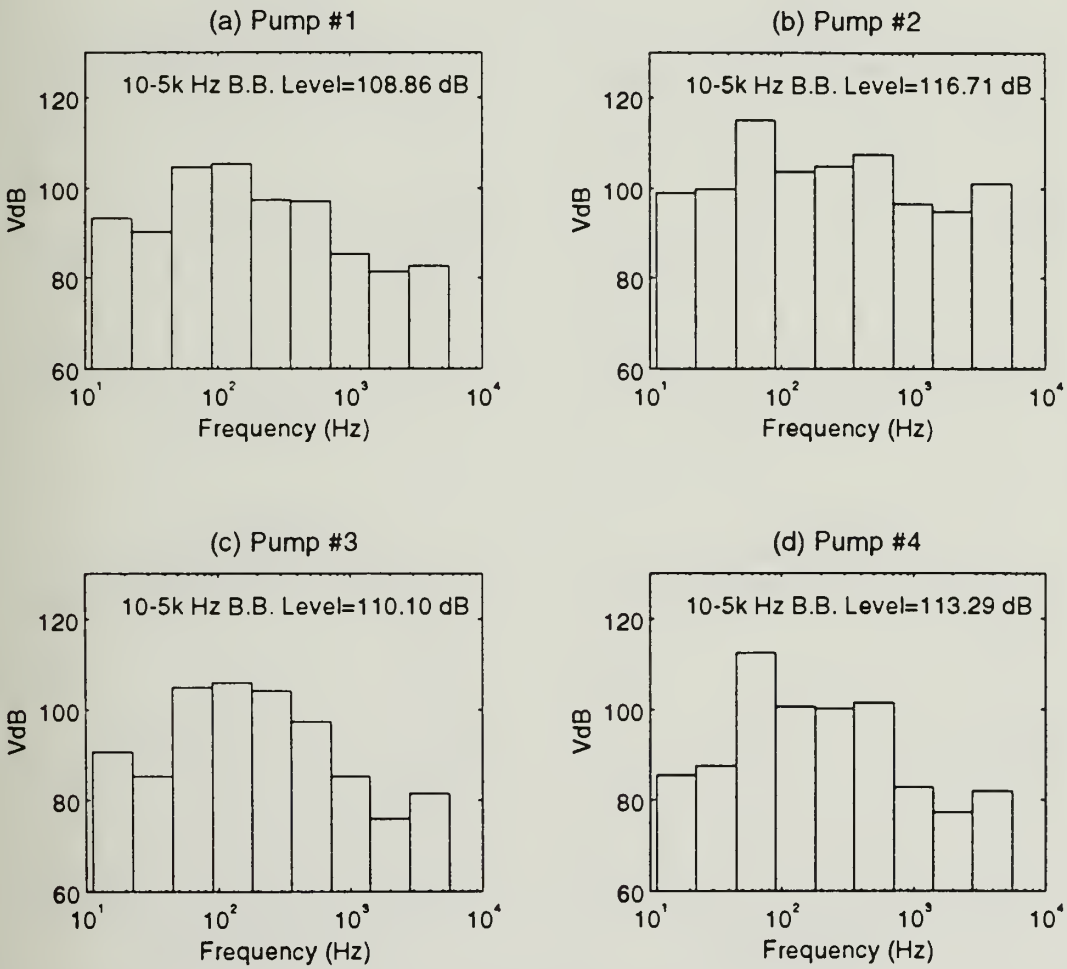 (a) Pump #1
10-5k Hz B.B. Level=108.86 dB
VdB
120
100
80
60
10¹ 10² 10³ 10⁴
Frequency (Hz)
(b) Pump #2
10-5k Hz B.B. Level=116.71 dB
VdB
120
100
80
60
10¹ 10² 10³ 10⁴
Frequency (Hz)
(c) Pump #3
10-5k Hz B.B. Level=110.10 dB
VdB
120
100
80
60
10¹ 10² 10³ 10⁴
Frequency (Hz)
(d) Pump #4
10-5k Hz B.B. Level=113.29 dB
VdB
120
100
80
60
10¹ 10² 10³ 10⁴
Frequency (Hz)